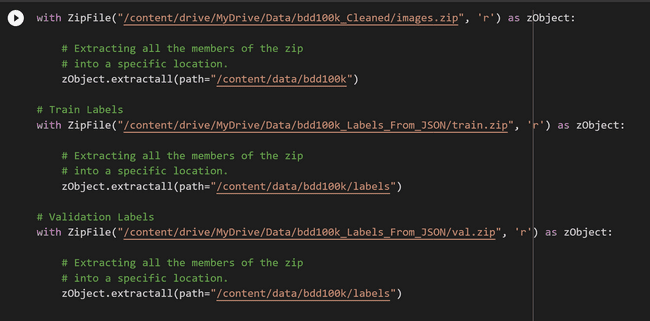 with ZipFile("/content/drive/MyDrive/Data/bdd100k_Cleaned/images.zip", 'r') as zObject:
# Extracting all the members of the zip
# into a specific location.
zObject.extractall(path="/content/data/bdd100k")
# Train Labels
with ZipFile("/content/drive/MyDrive/Data/bdd100k_Labels_From_JSON/train.zip", 'r') as zObject:
# Extracting all the members of the zip
# into a specific location.
zObject.extractall(path="/content/data/bdd100k/labels")
# Validation Labels
with ZipFile("/content/drive/MyDrive/Data/bdd100k_Labels_From_JSON/val.zip", 'r') as zObject:
# Extracting all the members of the zip
# into a specific location.
zObject.extractall(path="/content/data/bdd100k/labels")